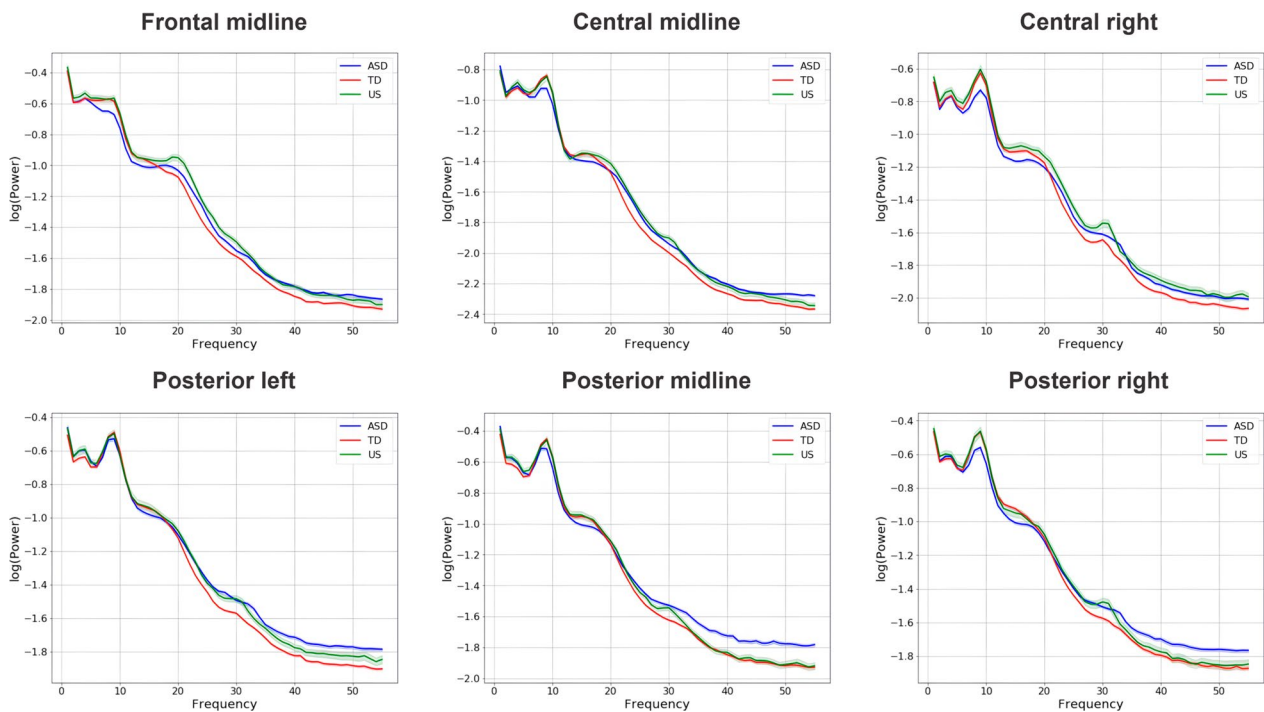 Frontal midline
Central midline
Central right
log(Power)
−0.4
−0.6
−0.8
−1.0
−1.2
−1.4
−1.6
−1.8
−2.0
0 10 20 30 40 50
Frequency
ASD
TD
US
log(Power)
−0.8
−1.0
−1.2
−1.4
−1.6
−1.8
−2.0
−2.2
−2.4
0 10 20 30 40 50
Frequency
ASD
TD
US
log(Power)
−0.6
−0.8
−1.0
−1.2
−1.4
−1.6
−1.8
−2.0
0 10 20 30 40 50
Frequency
ASD
TD
US
Posterior left
Posterior midline
Posterior right
log(Power)
−0.4
−0.6
−0.8
−1.0
−1.2
−1.4
−1.6
−1.8
0 10 20 30 40 50
Frequency
ASD
TD
US
log(Power)
−0.4
−0.6
−0.8
−1.0
−1.2
−1.4
−1.6
−1.8
−2.0
0 10 20 30 40 50
Frequency
ASD
TD
US
log(Power)
−0.4
−0.6
−0.8
−1.0
−1.2
−1.4
−1.6
−1.8
0 10 20 30 40 50
Frequency
ASD
TD
US